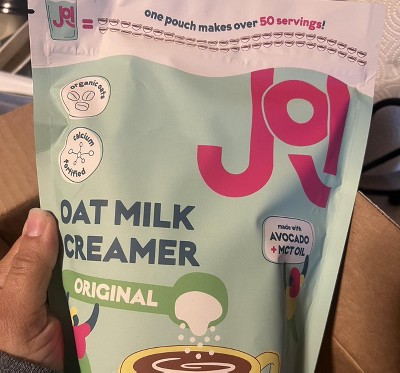 JOI
=
one pouch makes over 50 servings!
JOI
organic oats
calcium
fortified
OAT MILK
CREAMER
made with
AVOCADO
+ MCT OIL
ORIGINAL